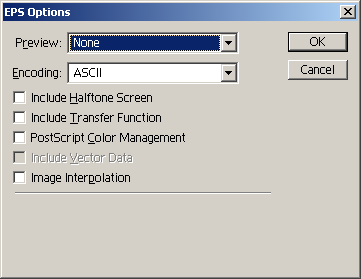 EPS Options
Preview: None
OK
Encoding: ASCII
Cancel
Include Halftone Screen
Include Transfer Function
PostScript Color Management
Include Vector Data
Image Interpolation